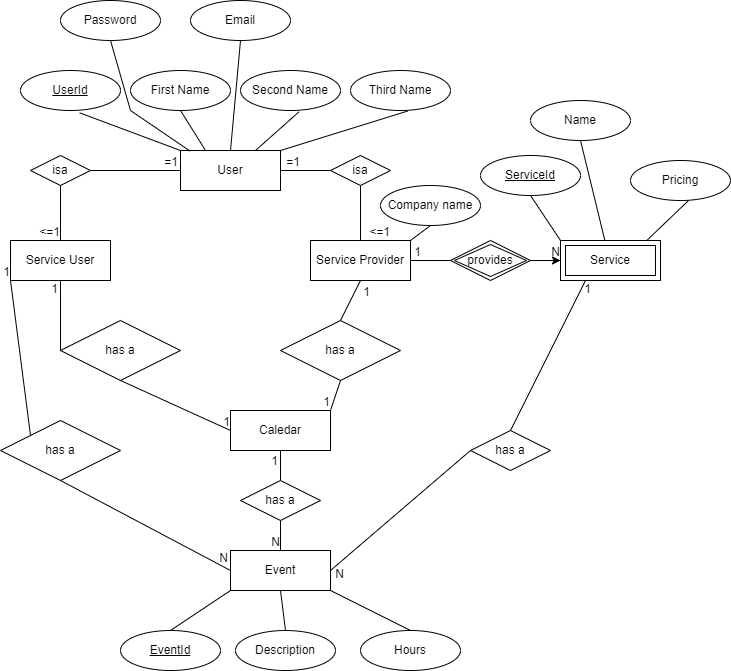 Password
Email
UserId
First Name
Second Name
Third Name
Name
isa
=1
User
=1
isa
ServiceId
Pricing
Company name
<=1
<=1
Service User
Service Provider
1
provides
N
Service
1
1
1
1
has a
has a
1
1
Caledar
has a
1
has a
has a
N
N
Event
N
EventId
Description
Hours